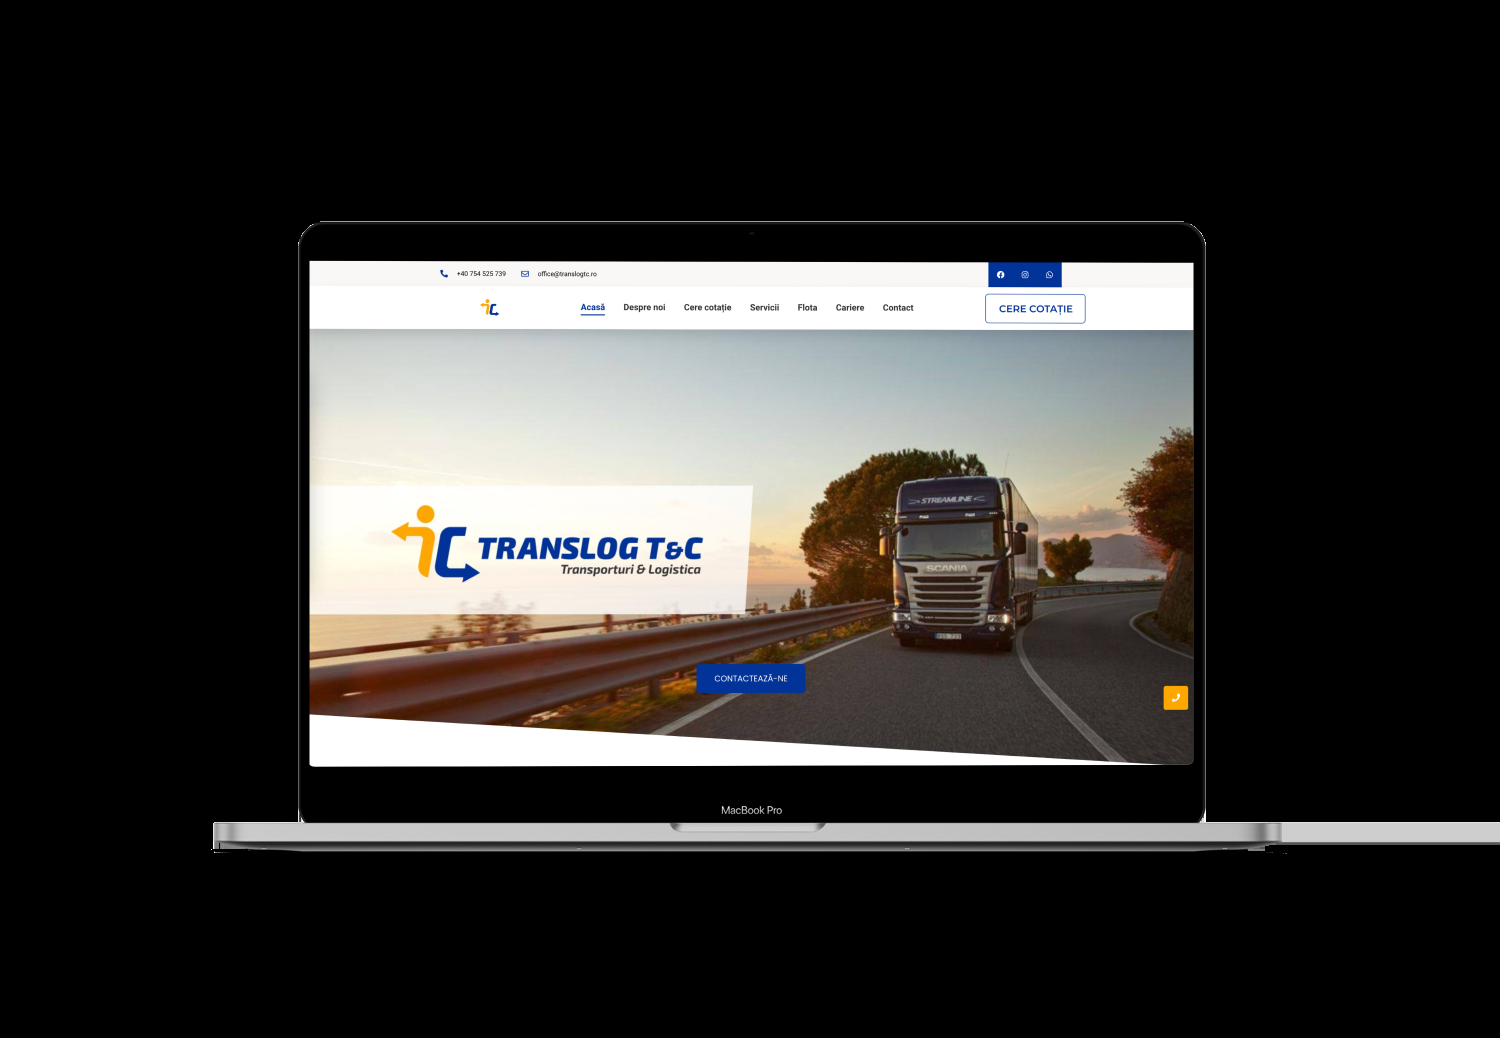 +40 754 525 739 office@translogtc.ro
Acasă Despre noi Cere cotație Servicii Flota Cariere Contact CERE COTAȚIE
STREAMLINE
TRANSLOG T&C
Transporturi & Logistica
SCANIA
CONTACTEAZĂ-NE
MacBook Pro